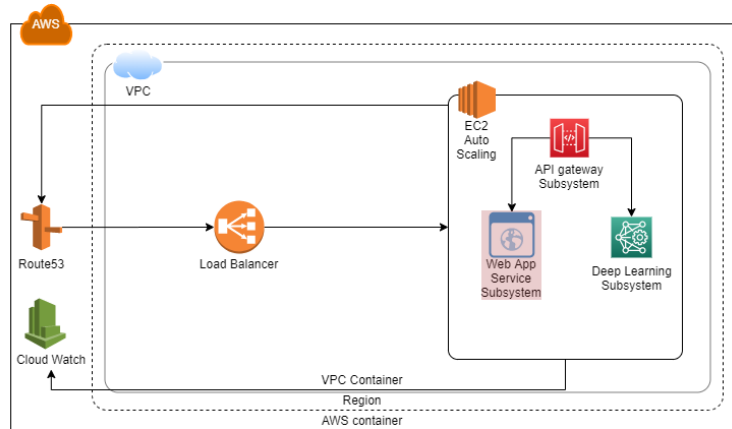 AWS
VPC
EC2
Auto
Scaling
API gateway
Subsystem
Route53
Load Balancer
Web App
Service
Subsystem
Deep Learning
Subsystem
Cloud Watch
VPC Container
Region
AWS container